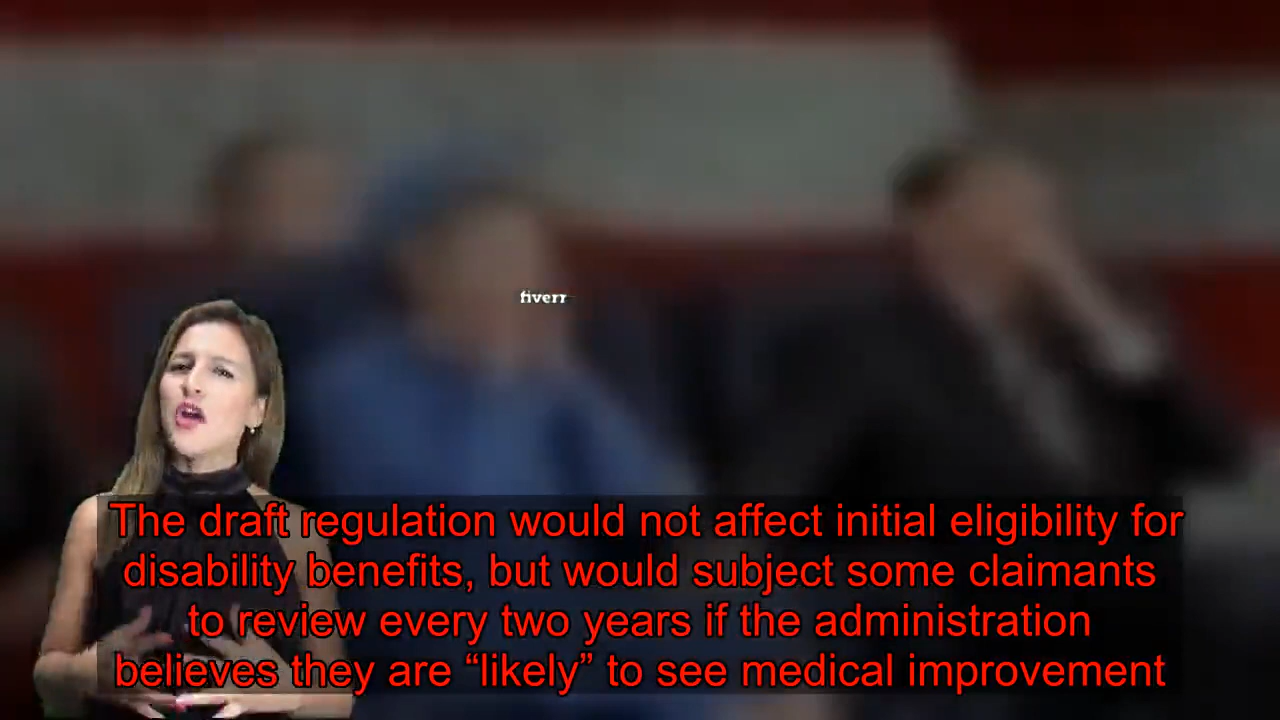 fiverr
The draft regulation would not affect initial eligibility for
disability benefits, but would subject some claimants
to review every two years if the administration
believes they are “likely” to see medical improvement